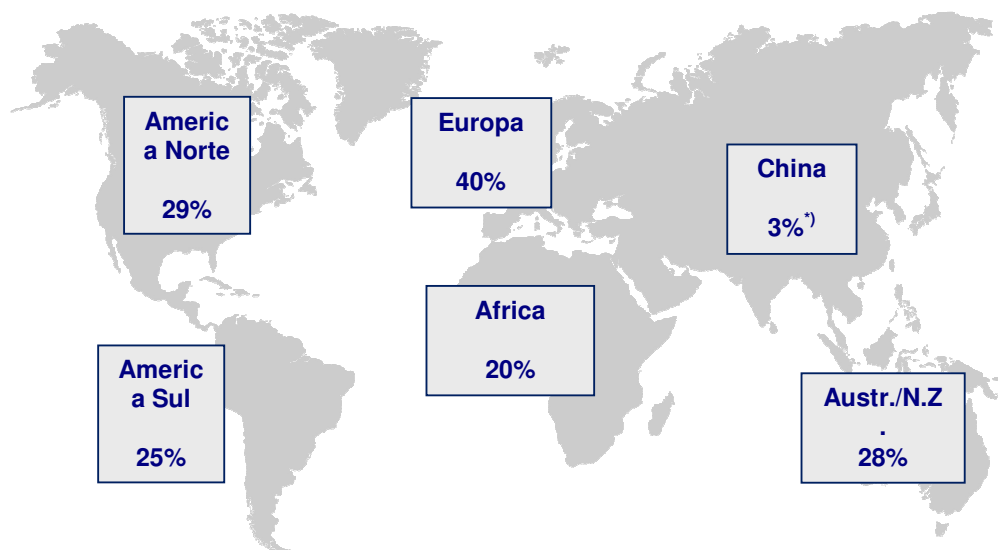 Americ
a Norte
29%
Europa
40%
China
3%*)
Africa
20%
Americ
a Sul
25%
Austr./N.Z
.
28%